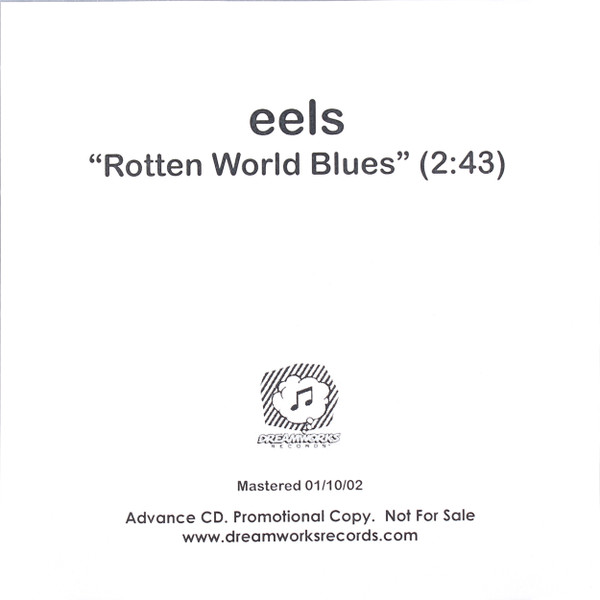 eels
“Rotten World Blues” (2:43)
DREAMWORKS
RECORDS
Mastered 01/10/02
Advance CD. Promotional Copy.  Not For Sale
www.dreamworksrecords.com